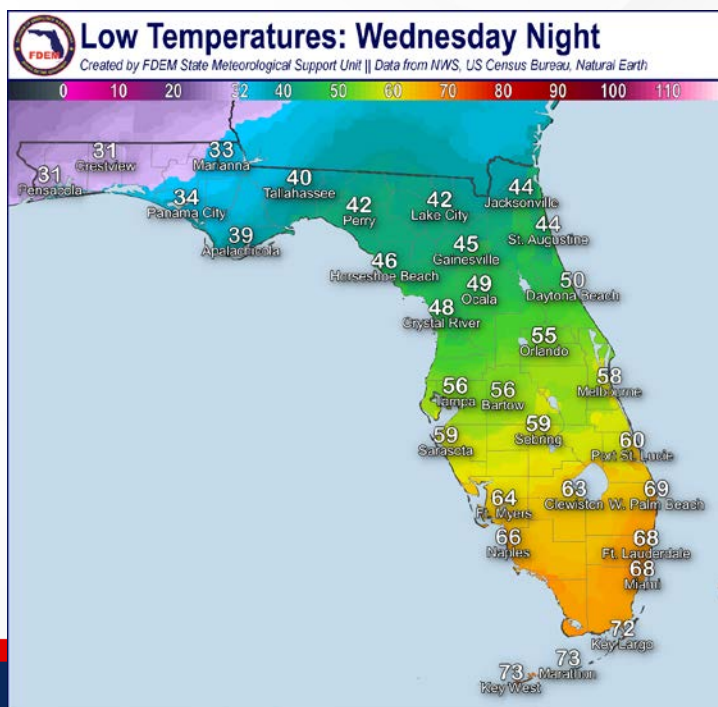 FDEM
Low Temperatures: Wednesday Night
Created by FDEM State Meteorological Support Unit || Data from NWS, US Census Bureau, Natural Earth
0 10 20 30 32 40 50 60 70 80 90 100 110
31
Crestview
33
Marianna
31
Pensacola
40
Tallahassee
34
Panama City
42
Perry
42
Lake City
44
Jacksonville
39
Apalachicola
44
St. Augustine
45
Gainesville
46
Horseshoe Beach
49
Ocala
50
Daytona Beach
48
Crystal River
55
Orlando
56
Tampa
56
Bartow
58
Melbourne
59
Sarasota
59
Sebring
60
Port St. Lucie
64
Ft. Myers
63
Clewiston
69
W. Palm Beach
66
Naples
68
Ft. Lauderdale
68
Miami
72
Key Largo
73
Marathon
73
Key West